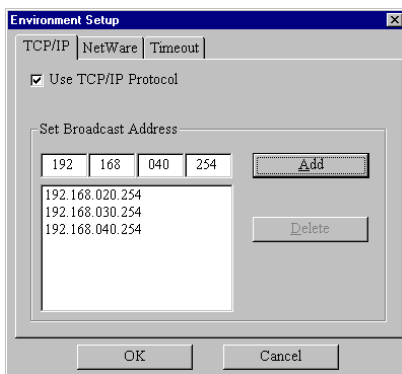 Environment Setup
TCP/IP NetWare Timeout
Use TCP/IP Protocol
Set Broadcast Address
192 168 040 254 Add
192.168.020.254
192.168.030.254
192.168.040.254
Delete
OK Cancel